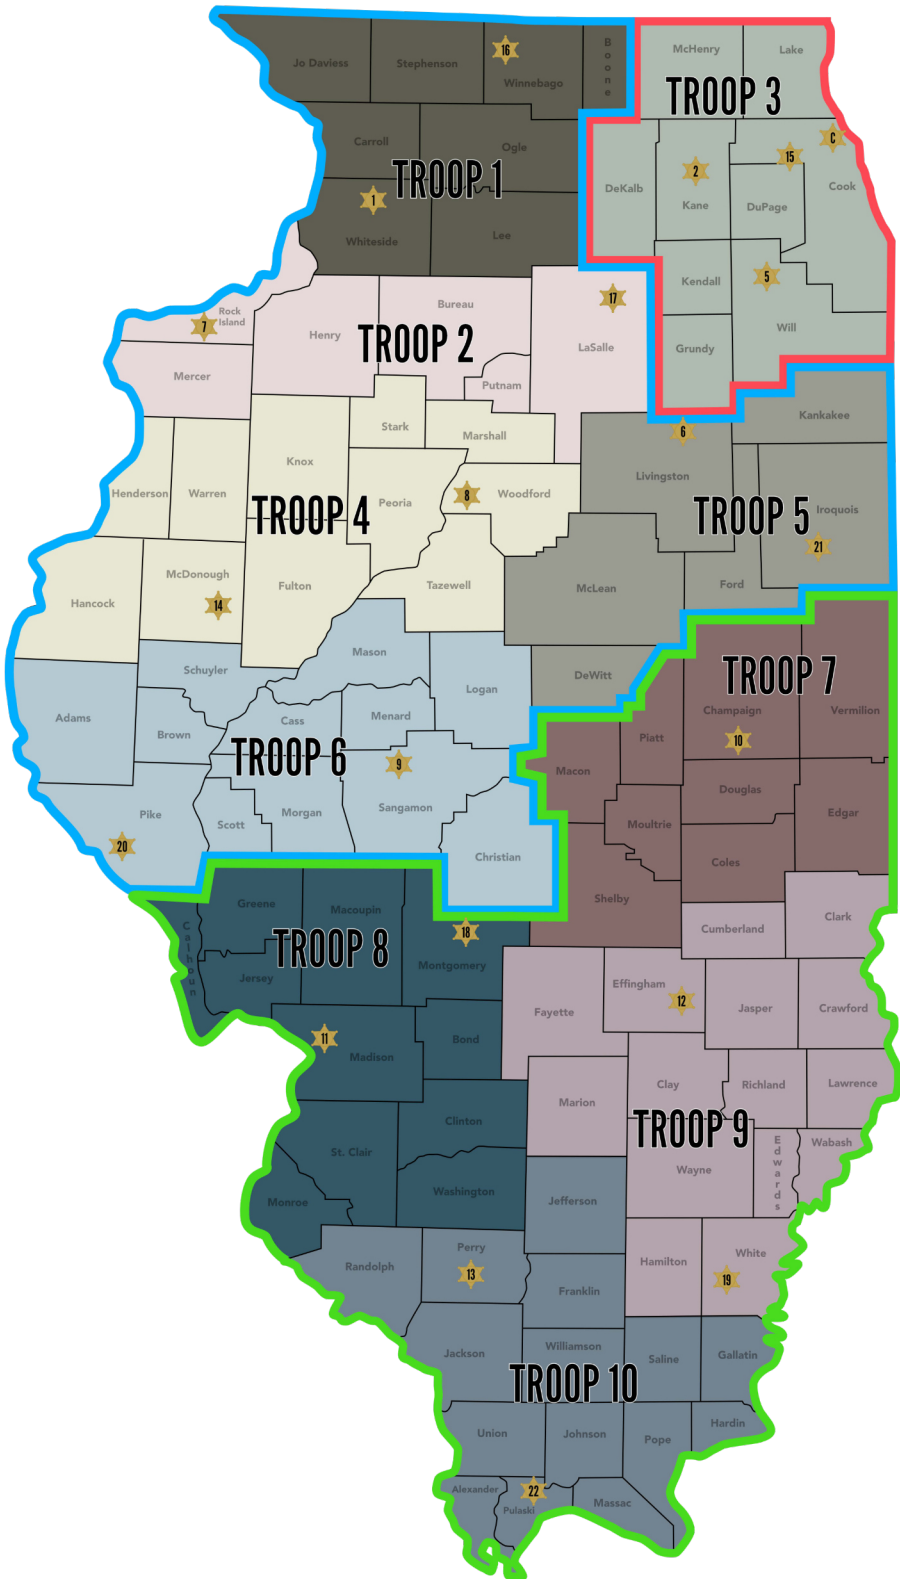 16
Jo Daviess
Stephenson
Winnebago
Boone
McHenry
Lake
TROOP 3
C
Carroll
Ogle
TROOP 1
15
2
DeKalb
Kane
DuPage
Cook
1
Whiteside
Lee
5
Kendall
17
Rock
Island
7
Bureau
Henry
TROOP 2
LaSalle
Will
Grundy
Mercer
Putnam
Stark
Marshall
6
Kankakee
Knox
Livingston
Henderson
Warren
Peoria
8
Woodford
TROOP 4
TROOP 5
Iroquois
21
McDonough
14
Hancock
Fulton
Tazewell
McLean
Ford
Mason
Schuyler
Logan
DeWitt
TROOP 7
Adams
Cass
Menard
Brown
Champaign
Vermilion
10
Piatt
TROOP 6
9
Macon
Douglas
Pike
Scott
Morgan
Sangamon
Moultrie
Edgar
20
Christian
Coles
Shelby
Greene
Macoupin
Calhoun
TROOP 8
18
Montgomery
Cumberland
Clark
Jersey
Effingham
12
Fayette
Jasper
Crawford
11
Madison
Bond
Clay
Richland
Lawrence
Marion
Clinton
TROOP 9
St. Clair
Edwards
Wabash
Wayne
Washington
Monroe
Jefferson
Randolph
Perry
13
Hamilton
White
19
Franklin
Jackson
Williamson
Saline
Gallatin
TROOP 10
Union
Johnson
Pope
Hardin
Alexander
22
Pulaski
Massac